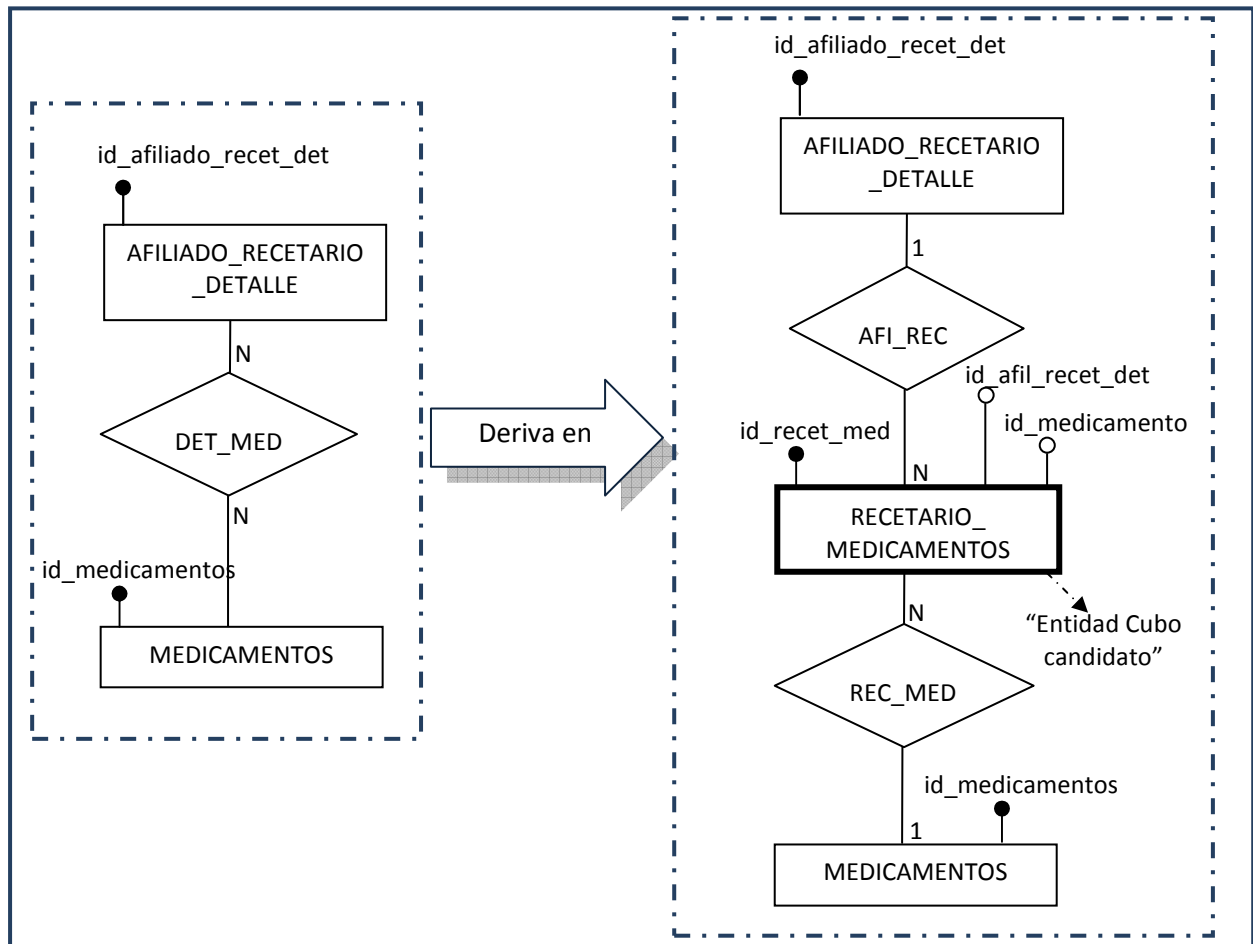 id_afiliado_recet_det
AFILIADO_RECETARIO
_DETALLE
N
DET_MED
N
id_medicamentos
MEDICAMENTOS
Deriva en
id_afiliado_recet_det
AFILIADO_RECETARIO
_DETALLE
1
AFI_REC
id_afil_recet_det
id_medicamento
id_recet_med
N
RECETARIO_
MEDICAMENTOS
N
“Entidad Cubo
candidato”
REC_MED
id_medicamentos
1
MEDICAMENTOS